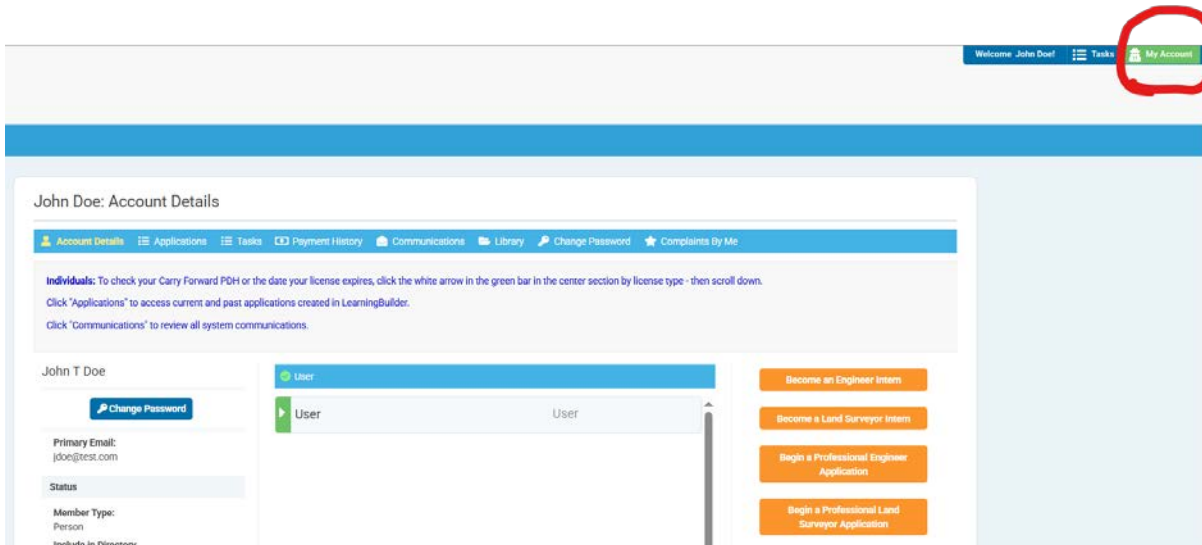 Welcome John Doe! Tasks My Account
John Doe: Account Details
Account Details Applications Tasks Payment History Communications Library Change Password Complaints By Me
Individuals: To check your Carry Forward PDH or the date your license expires, click the white arrow in the green bar in the center section by license type - then scroll down.
Click "Applications" to access current and past applications created in LearningBuilder.
Click "Communications" to review all system communications.
John T Doe
Change Password
Primary Email:
jdoe@test.com
Status
Member Type:
Person
Include in Directory
User
User User
Become an Engineer Intern
Become a Land Surveyor Intern
Begin a Professional Engineer
Application
Begin a Professional Land
Surveyor Application